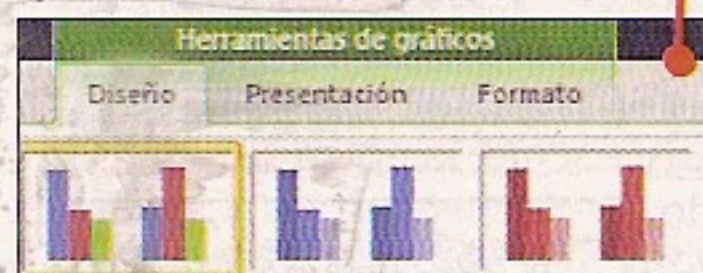 Herramientas de gráficos
Diseño Presentación Formato